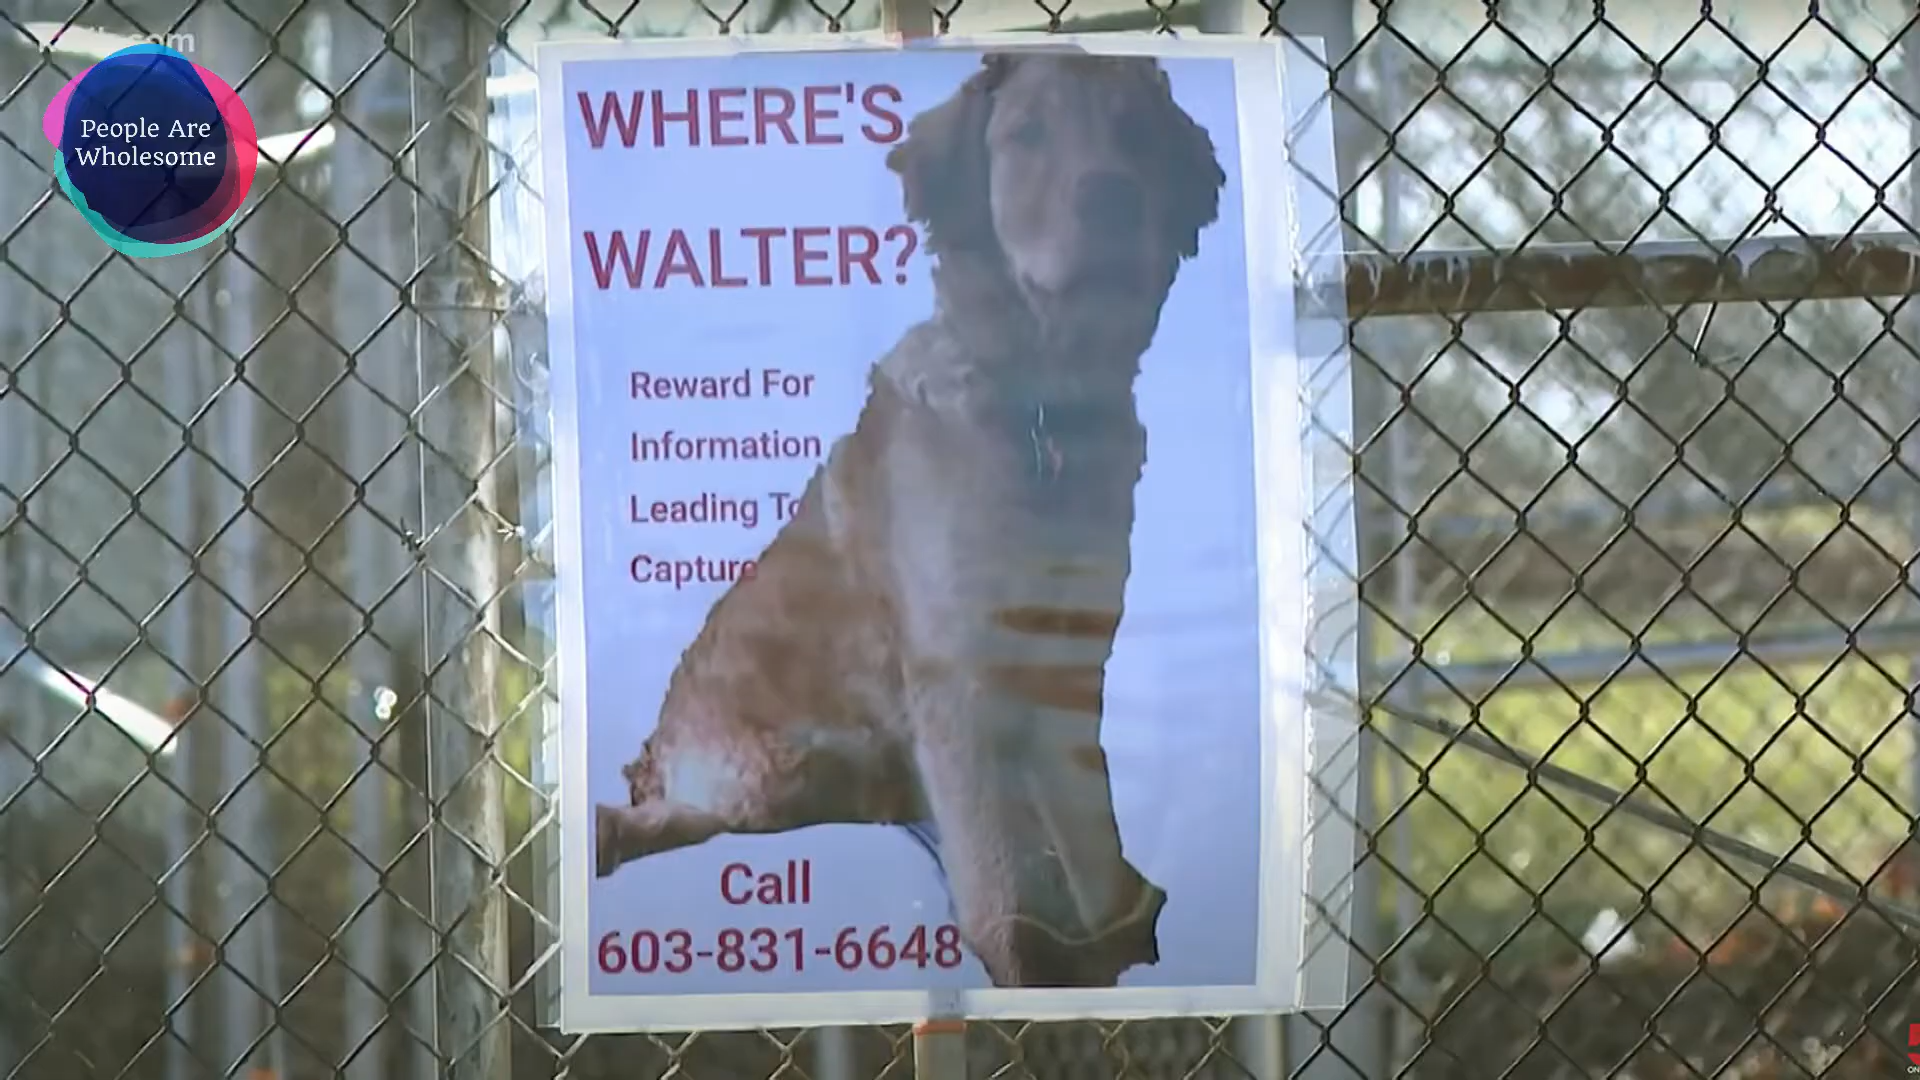 People Are
Wholesome
WHERE'S
WALTER?
Reward For
Information
Leading To
Capture
Call
603-831-6648